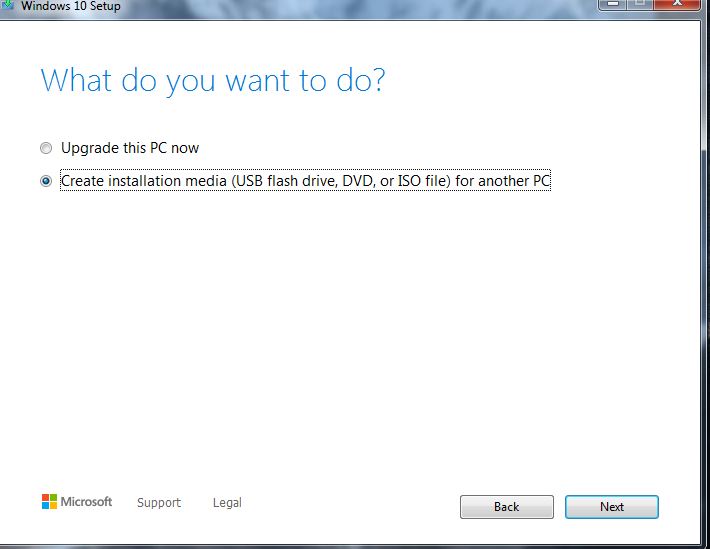 Windows 10 Setup
What do you want to do?
Upgrade this PC now
Create installation media (USB flash drive, DVD, or ISO file) for another PC
Microsoft Support Legal Back Next